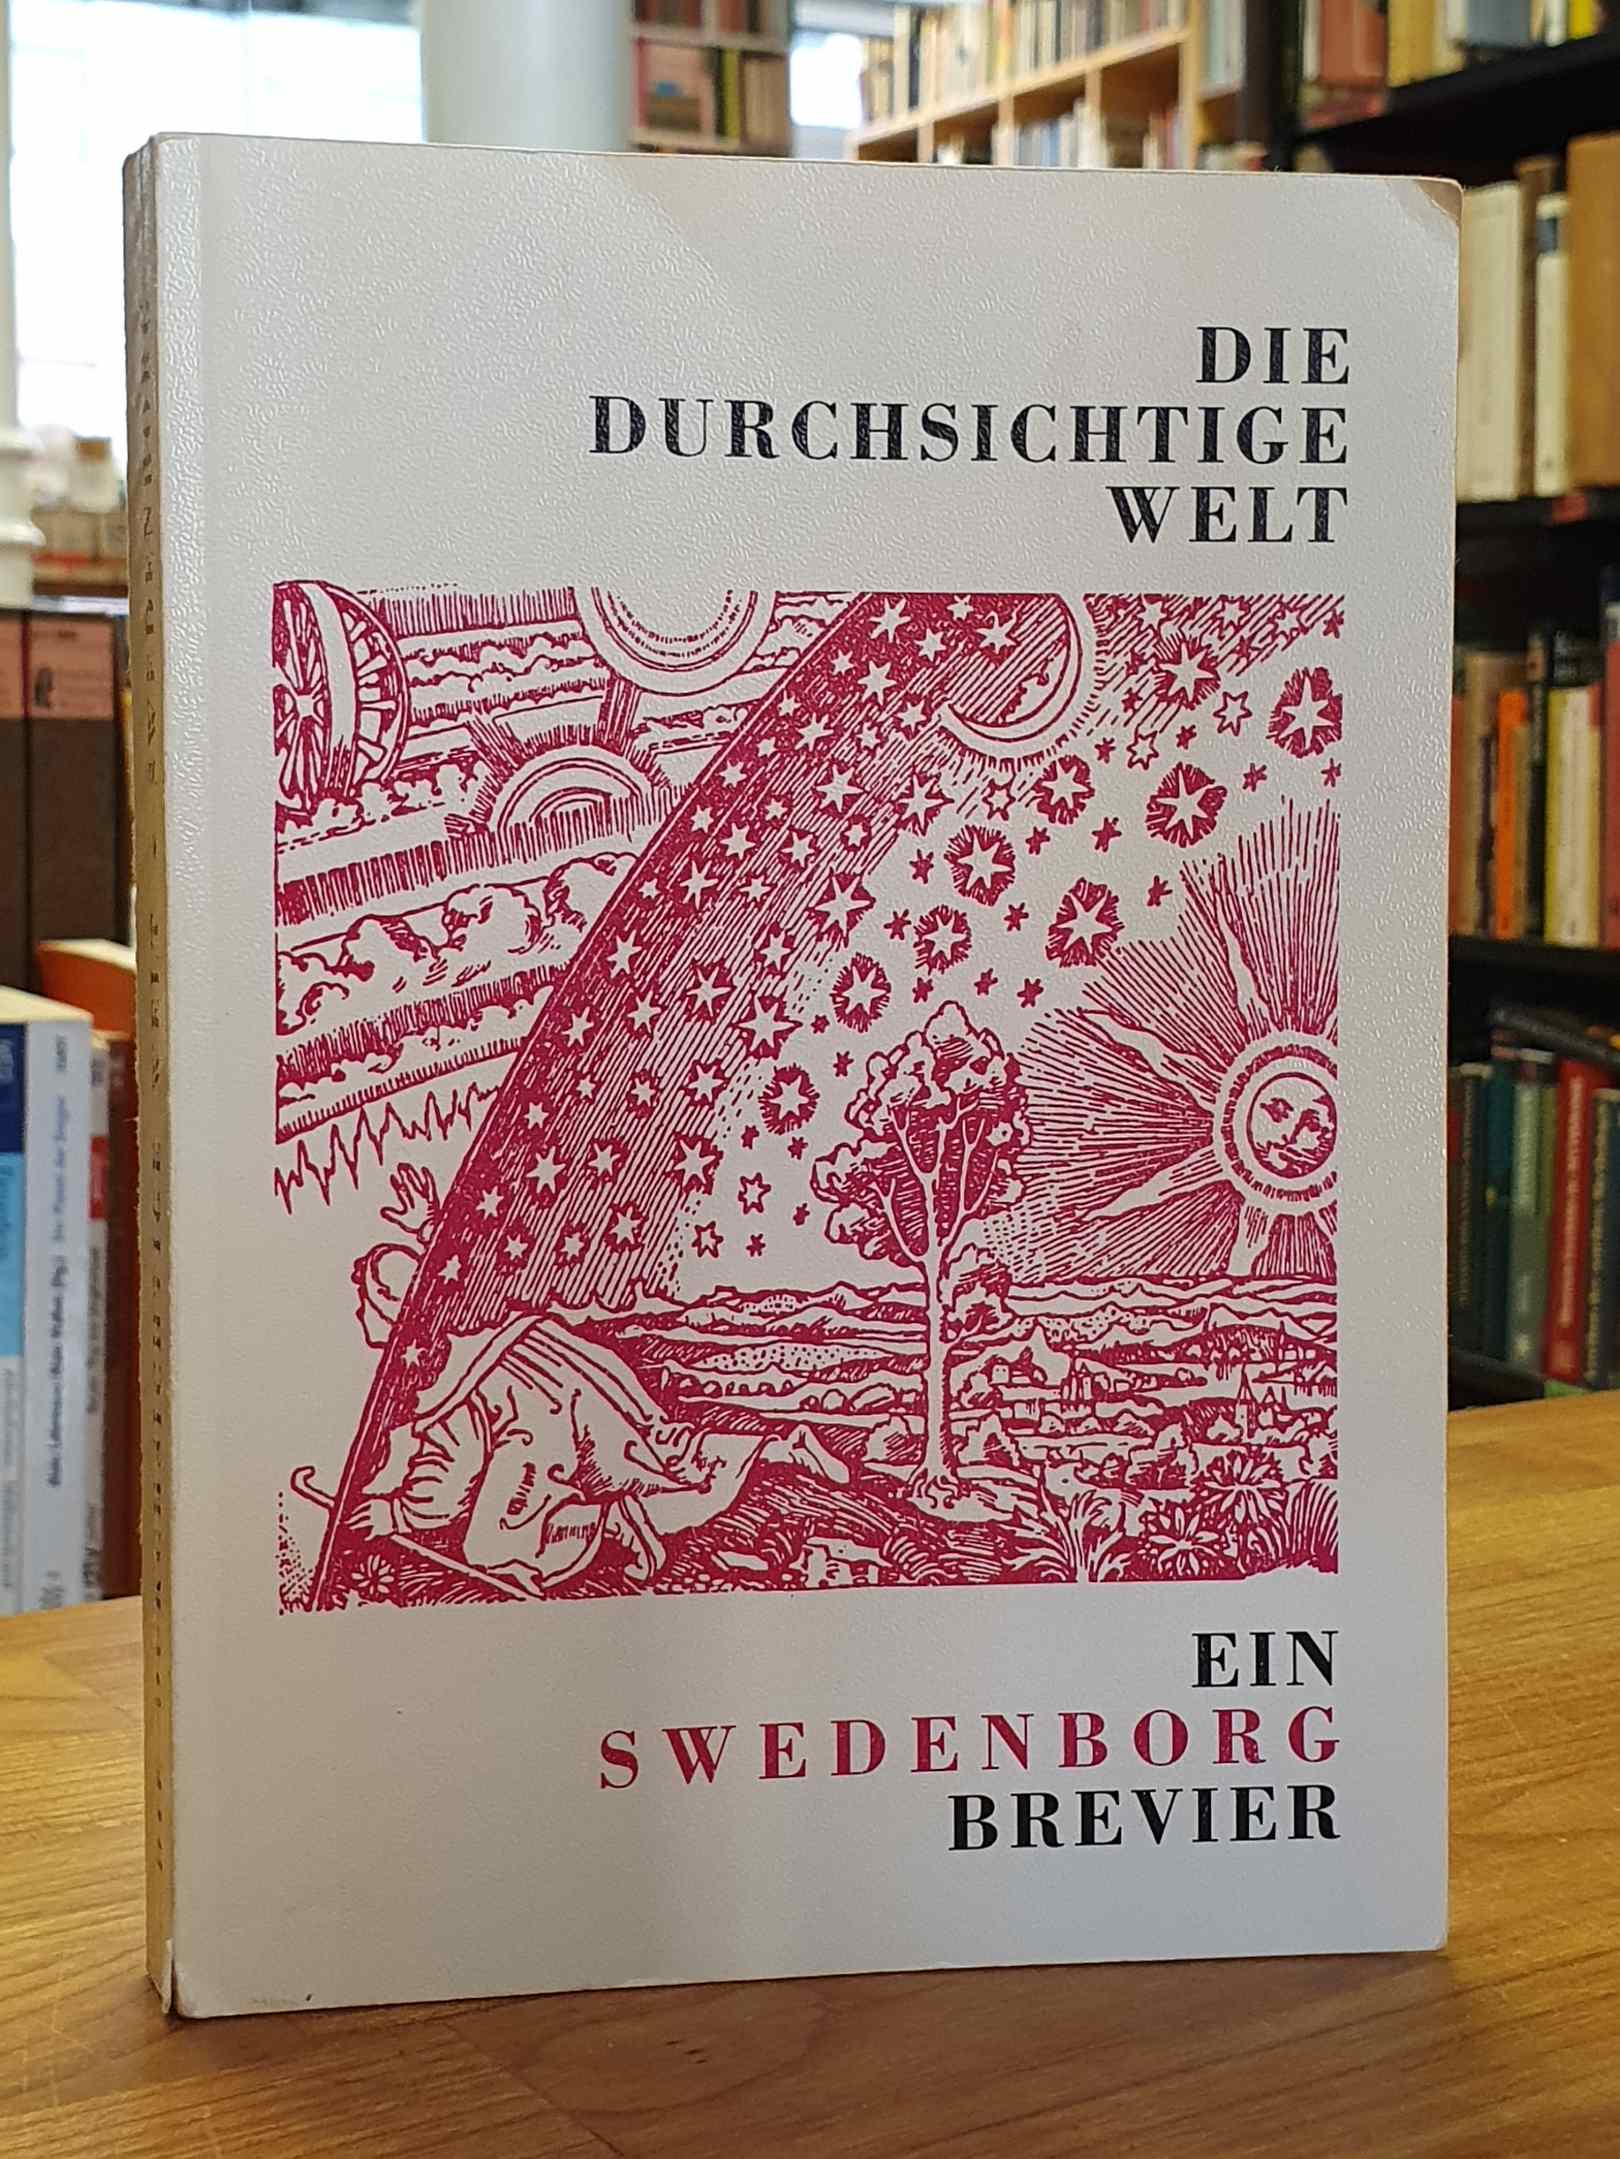 DIE
DURCHSICHTIGE
WELT
EIN
SWEDENBORG
BREVIER